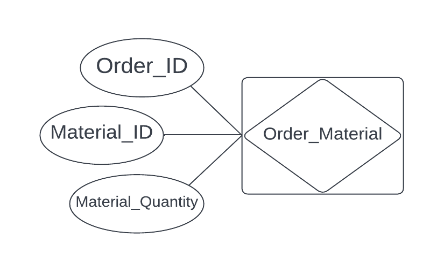 Order_ID
Material_ID
Order_Material
Material_Quantity